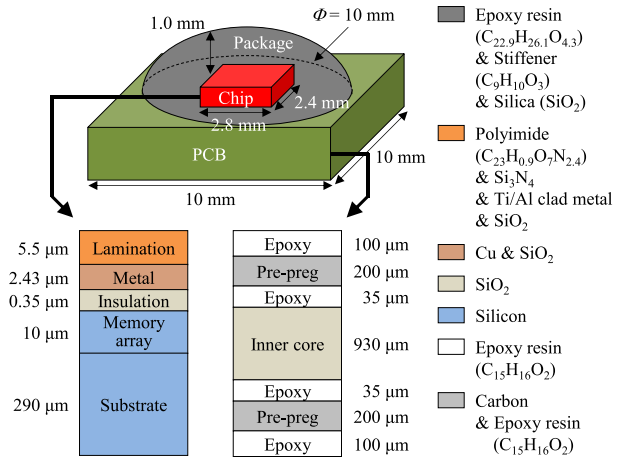 1.0 mm
Φ = 10 mm
Package
Chip
2.4 mm
2.8 mm
PCB
10 mm
10 mm
5.5 μm
Lamination
2.43 μm
Metal
0.35 μm
Insulation
10 μm
Memory
array
290 μm
Substrate
Epoxy
100 μm
Pre-preg
200 μm
Epoxy
35 μm
Inner core
930 μm
Epoxy
35 μm
Pre-preg
200 μm
Epoxy
100 μm
Epoxy resin
(C₂₂.₉H₂₆.₁O₄.₃)
& Stiffener
(C₉H₁₀O₃)
& Silica (SiO₂)
Polyimide
(C₂₃H₀.₉O₇N₂.₄)
& Si₃N₄
& Ti/Al clad metal
& SiO₂
Cu & SiO₂
SiO₂
Silicon
Epoxy resin
(C₁₅H₁₆O₂)
Carbon
& Epoxy resin
(C₁₅H₁₆O₂)